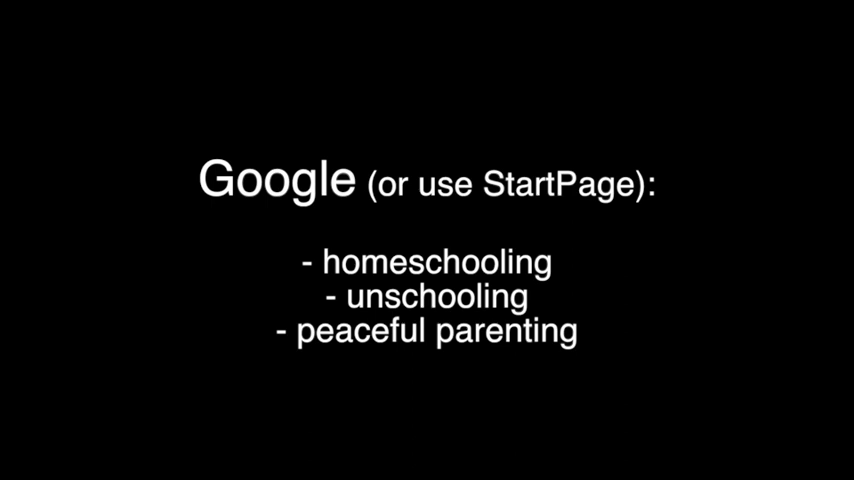 Google (or use StartPage):
- homeschooling
- unschooling
- peaceful parenting